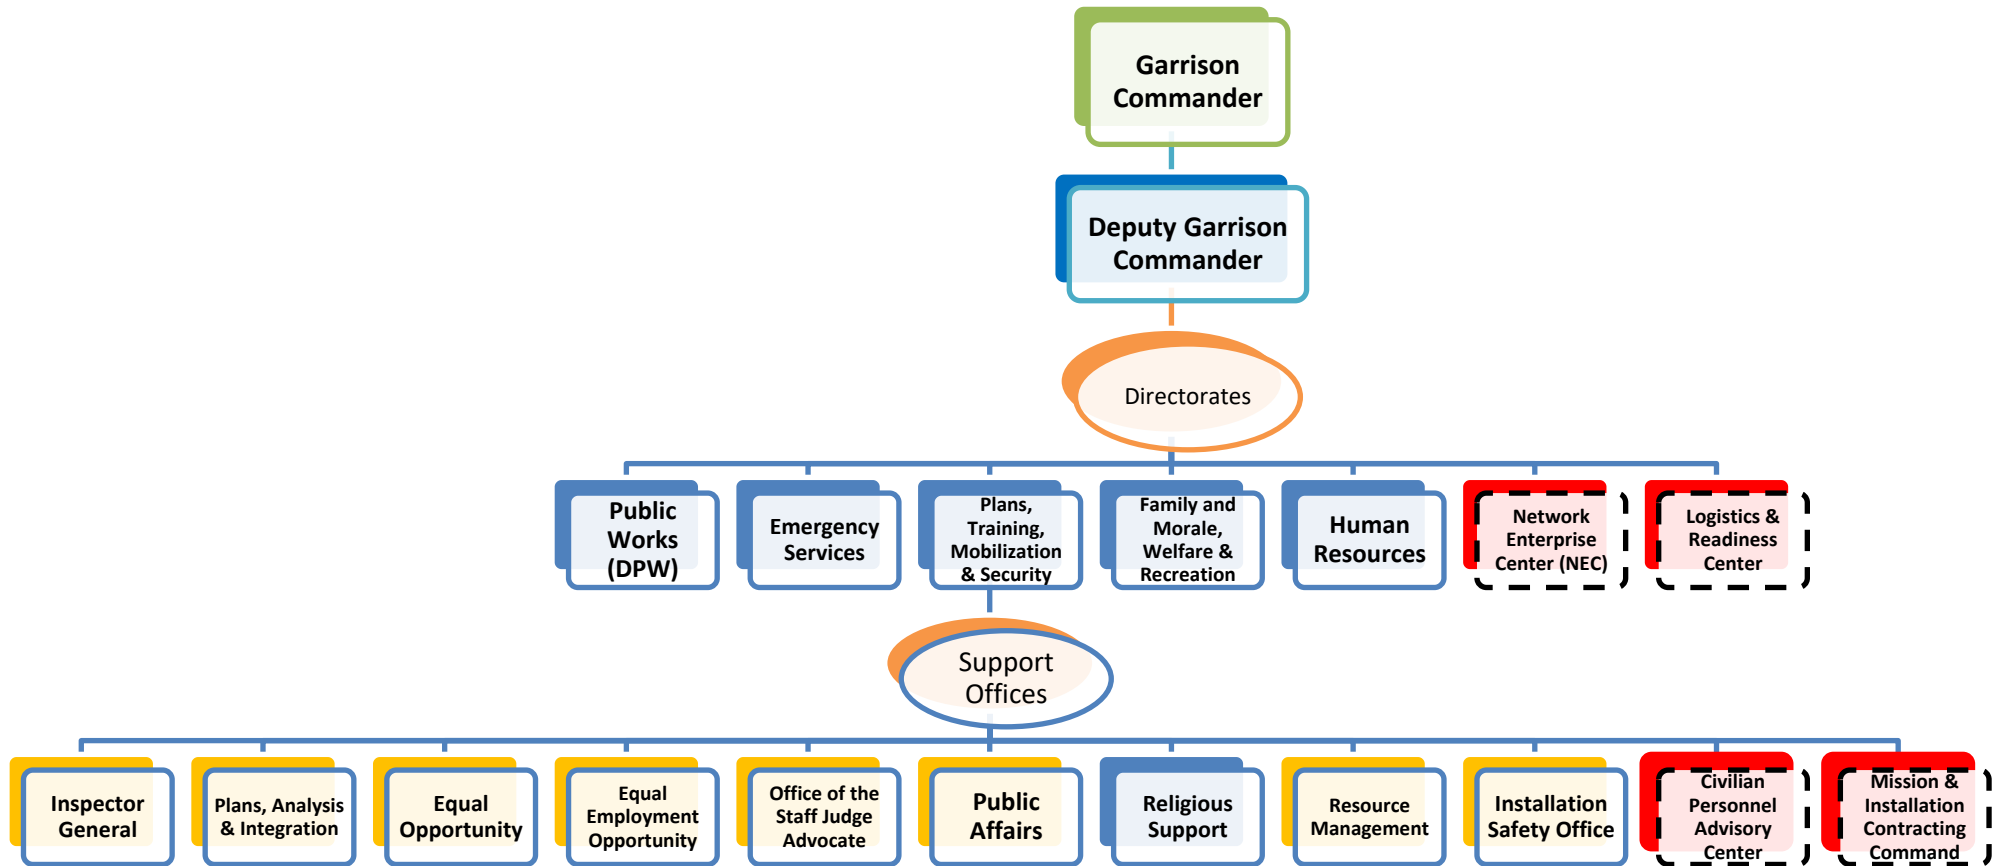 Garrison
Commander
Deputy Garrison
Commander
Directorates
Public
Works
(DPW)
Emergency
Services
Plans,
Training,
Mobilization
& Security
Family and
Morale,
Welfare &
Recreation
Human
Resources
Network
Enterprise
Center (NEC)
Logistics &
Readiness
Center
Support
Offices
Inspector
General
Plans, Analysis
& Integration
Equal
Opportunity
Equal
Employment
Opportunity
Office of the
Staff Judge
Advocate
Public
Affairs
Religious
Support
Resource
Management
Installation
Safety Office
Civilian
Personnel
Advisory
Center
Mission &
Installation
Contracting
Command